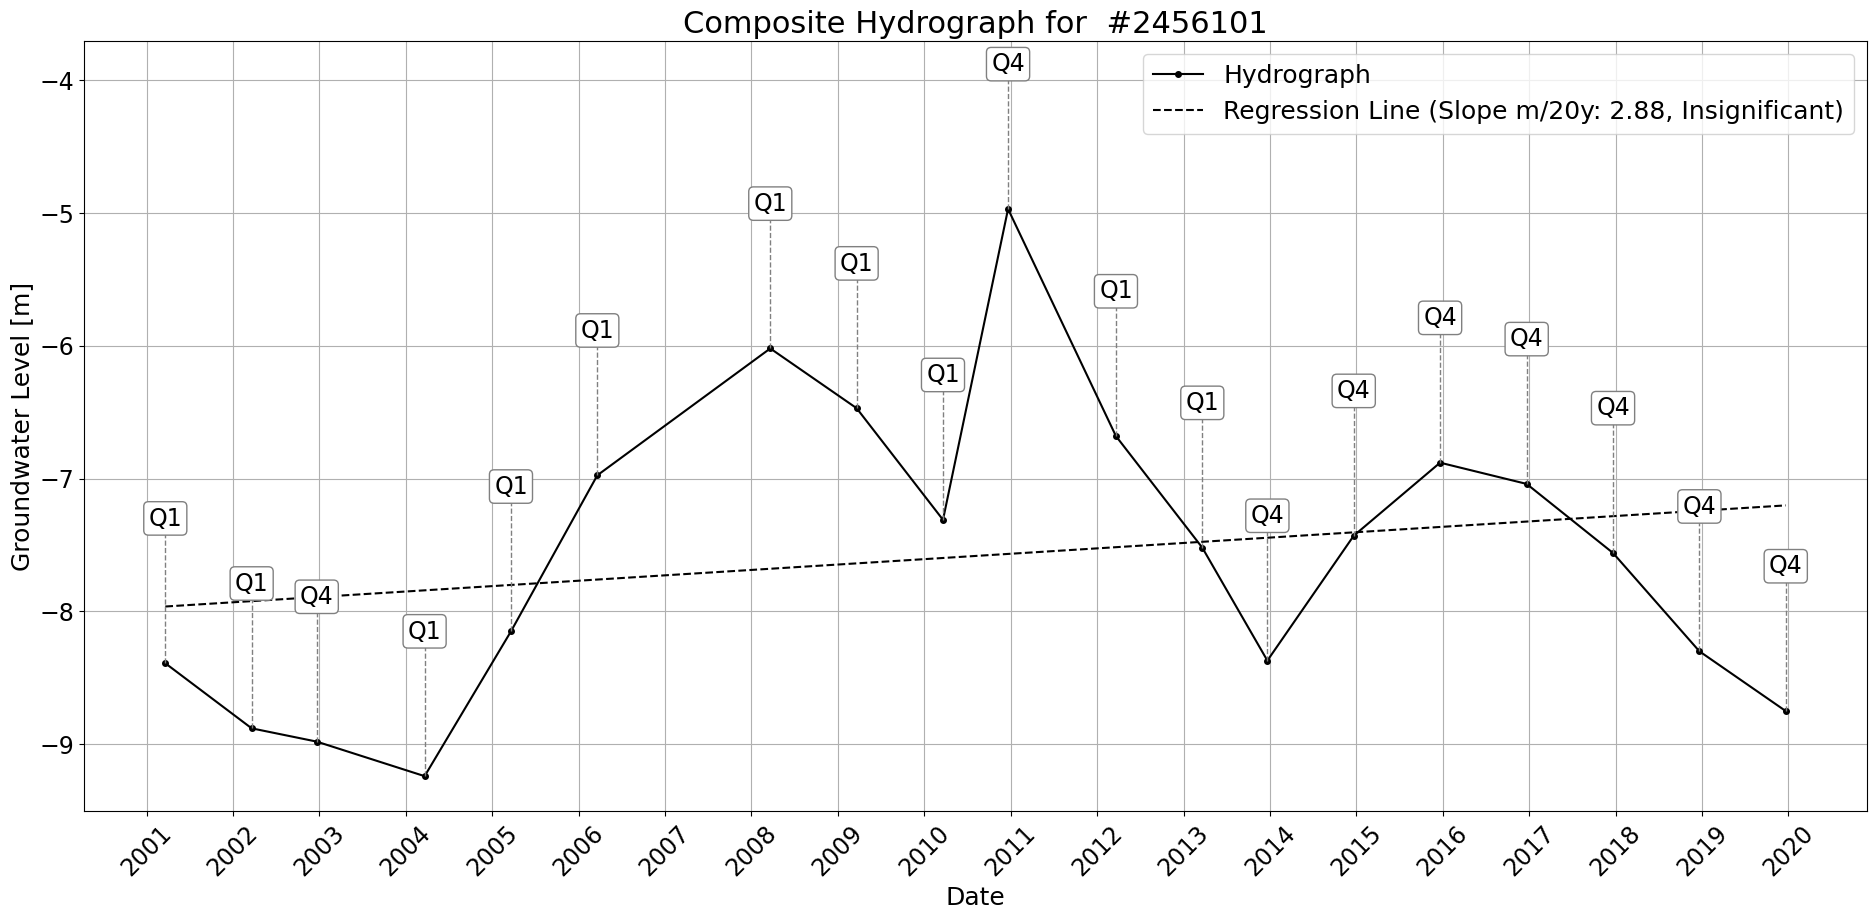 Composite Hydrograph for  #2456101
Hydrograph
Regression Line (Slope m/20y: 2.88, Insignificant)
Groundwater Level [m]
−4
−5
−6
−7
−8
−9
Q1
Q1
Q4
Q1
Q1
Q1
Q1
Q1
Q1
Q4
Q1
Q1
Q4
Q4
Q4
Q4
Q4
Q4
Q4
2001
2002
2003
2004
2005
2006
2007
2008
2009
2010
2011
2012
2013
2014
2015
2016
2017
2018
2019
2020
Date